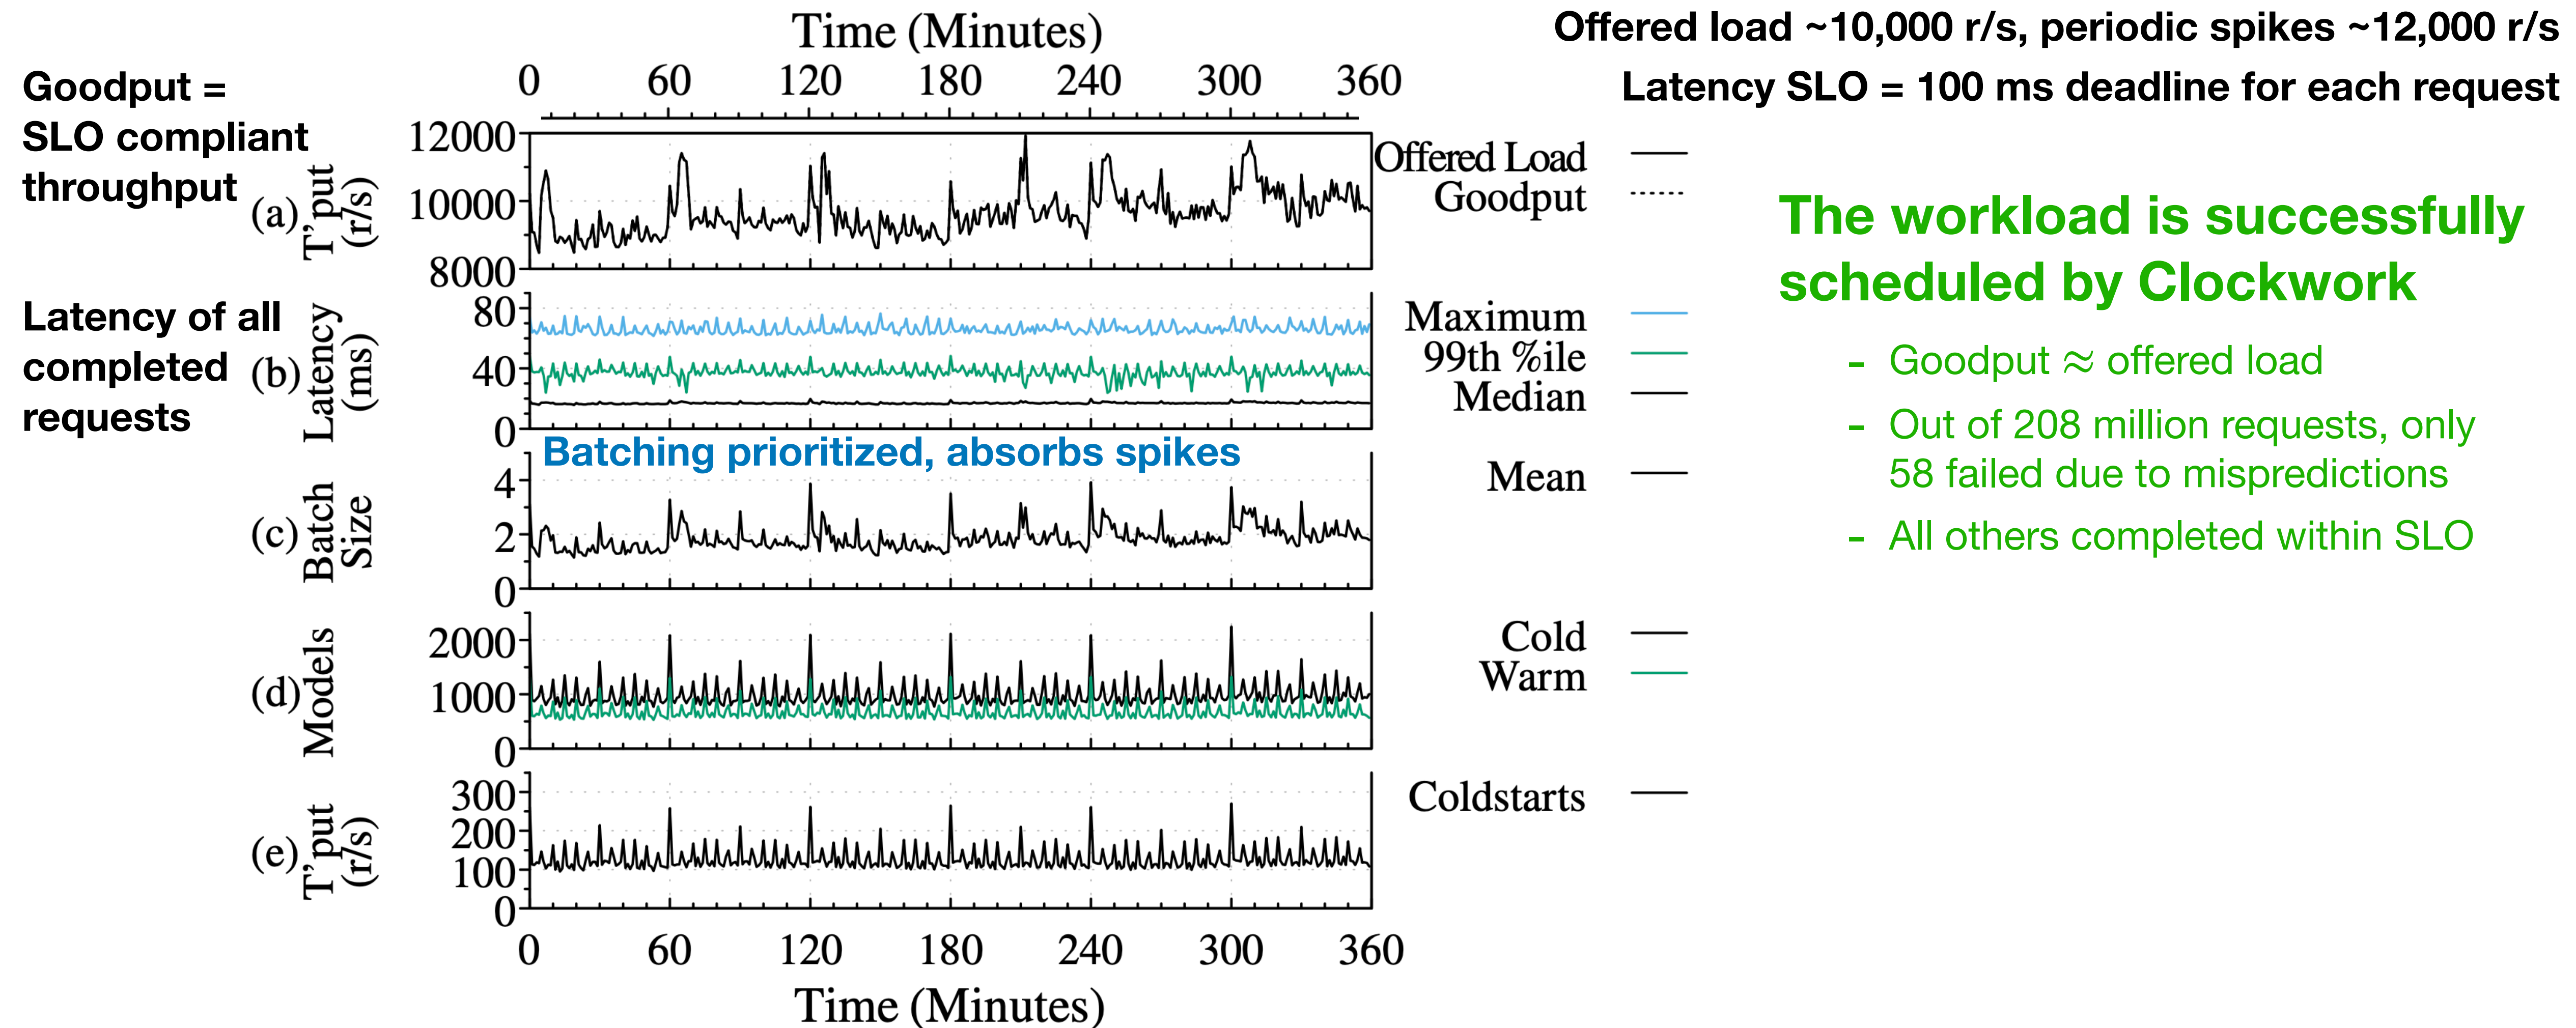 Time (Minutes)
0 60 120 180 240 300 360
Offered load ~10,000 r/s, periodic spikes ~12,000 r/s
Latency SLO = 100 ms deadline for each request
Goodput =
SLO compliant
throughput
(a)
T'put
(r/s)
12000
10000
8000
Offered Load
Goodput
The workload is successfully
scheduled by Clockwork
- Goodput ≈ offered load
- Out of 208 million requests, only
58 failed due to mispredictions
- All others completed within SLO
Latency of all
completed
requests
(b)
Latency
(ms)
80
40
0
Maximum
99th %ile
Median
Batching prioritized, absorbs spikes
(c)
Batch
Size
4
2
0
Mean
(d)
Models
2000
1000
0
Cold
Warm
(e)
T'put
(r/s)
300
200
100
0
Coldstarts
0 60 120 180 240 300 360
Time (Minutes)